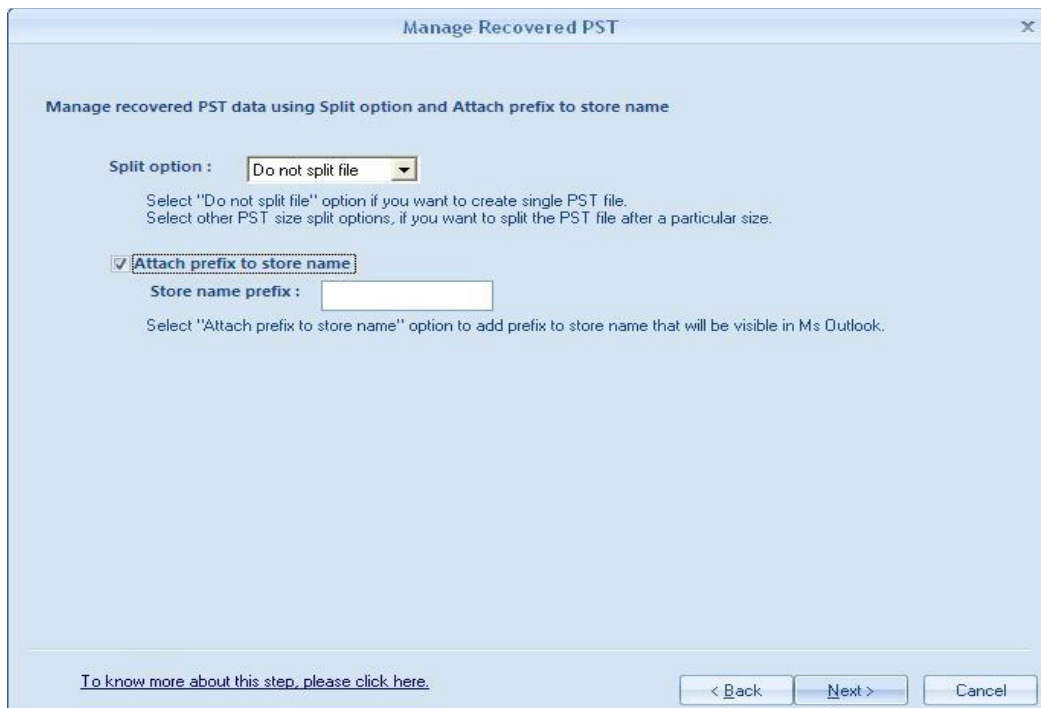 Manage Recovered PST
x
Manage recovered PST data using Split option and Attach prefix to store name
Split option : Do not split file
Select "Do not split file" option if you want to create single PST file.
Select other PST size split options, if you want to split the PST file after a particular size.
Attach prefix to store name
Store name prefix :
Select "Attach prefix to store name" option to add prefix to store name that will be visible in Ms Outlook.
To know more about this step, please click here. < Back Next > Cancel